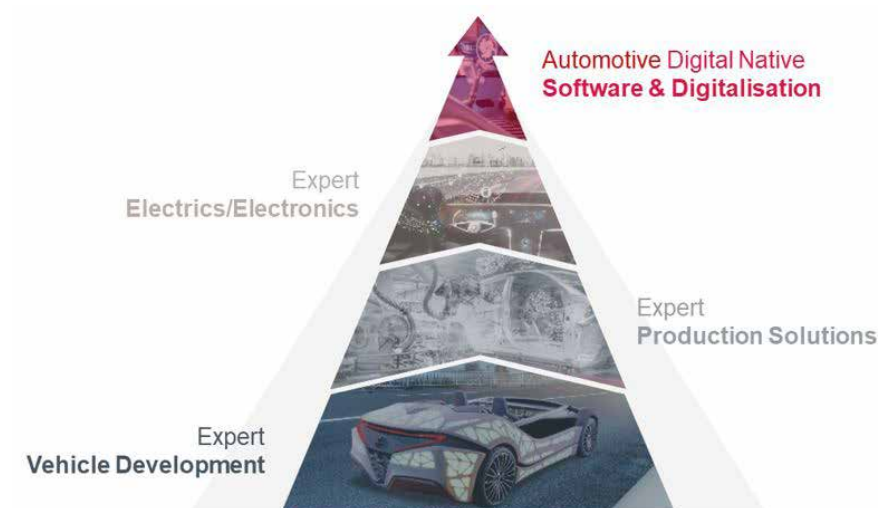 Automotive Digital Native
Software & Digitalisation
Expert
Electrics/Electronics
Expert
Production Solutions
Expert
Vehicle Development